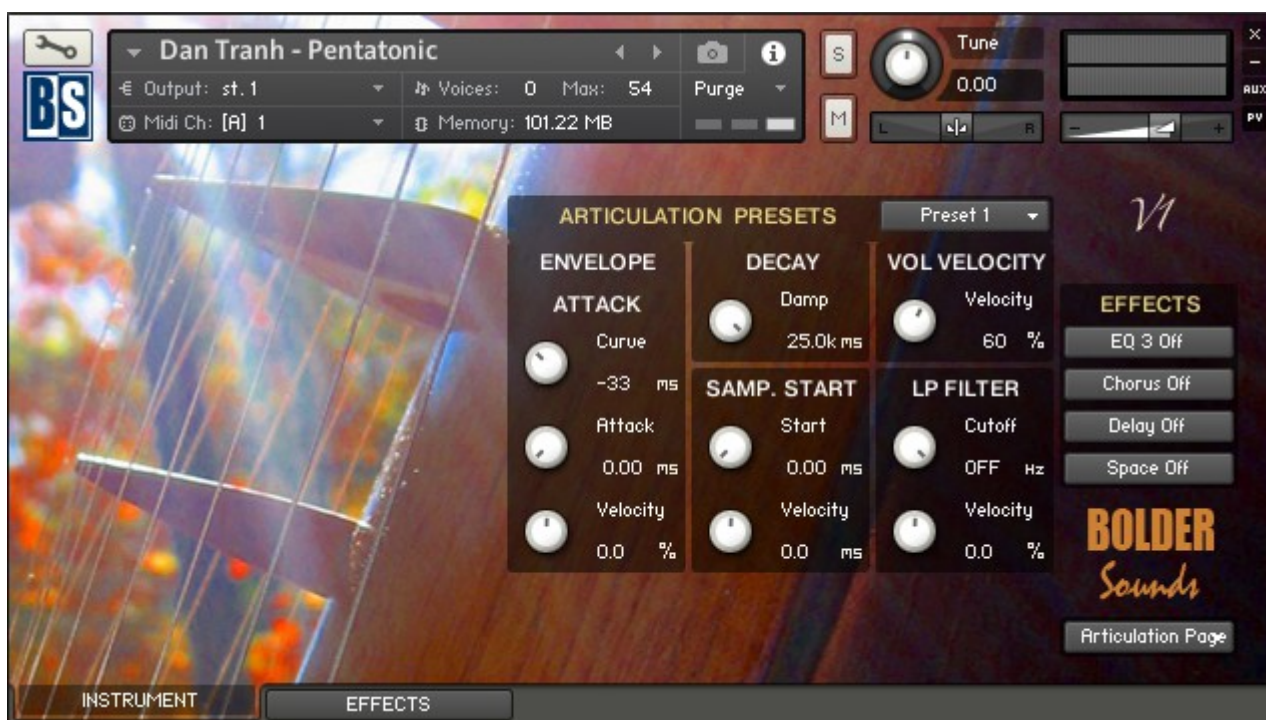 Dan Tranh - Pentatonic
i
S
Tune
0.00
X
-
AUX
PV
BS
Output: st. 1
Voices: 0 Max: 54
Purge
Midi Ch: [A] 1
Memory: 101.22 MB
M
L
R
-
+
V1
ARTICULATION PRESETS
Preset 1
ENVELOPE
DECAY
VOL VELOCITY
ATTACK
Damp
25.0k ms
Velocity
60 %
Curve
-33 ms
Attack
0.00 ms
Velocity
0.0 %
SAMP. START
Start
0.00 ms
Velocity
0.0 ms
LP FILTER
Cutoff
OFF Hz
Velocity
0.0 %
EFFECTS
EQ 3 Off
Chorus Off
Delay Off
Space Off
BOLDER
Sounds
Articulation Page
INSTRUMENT
EFFECTS